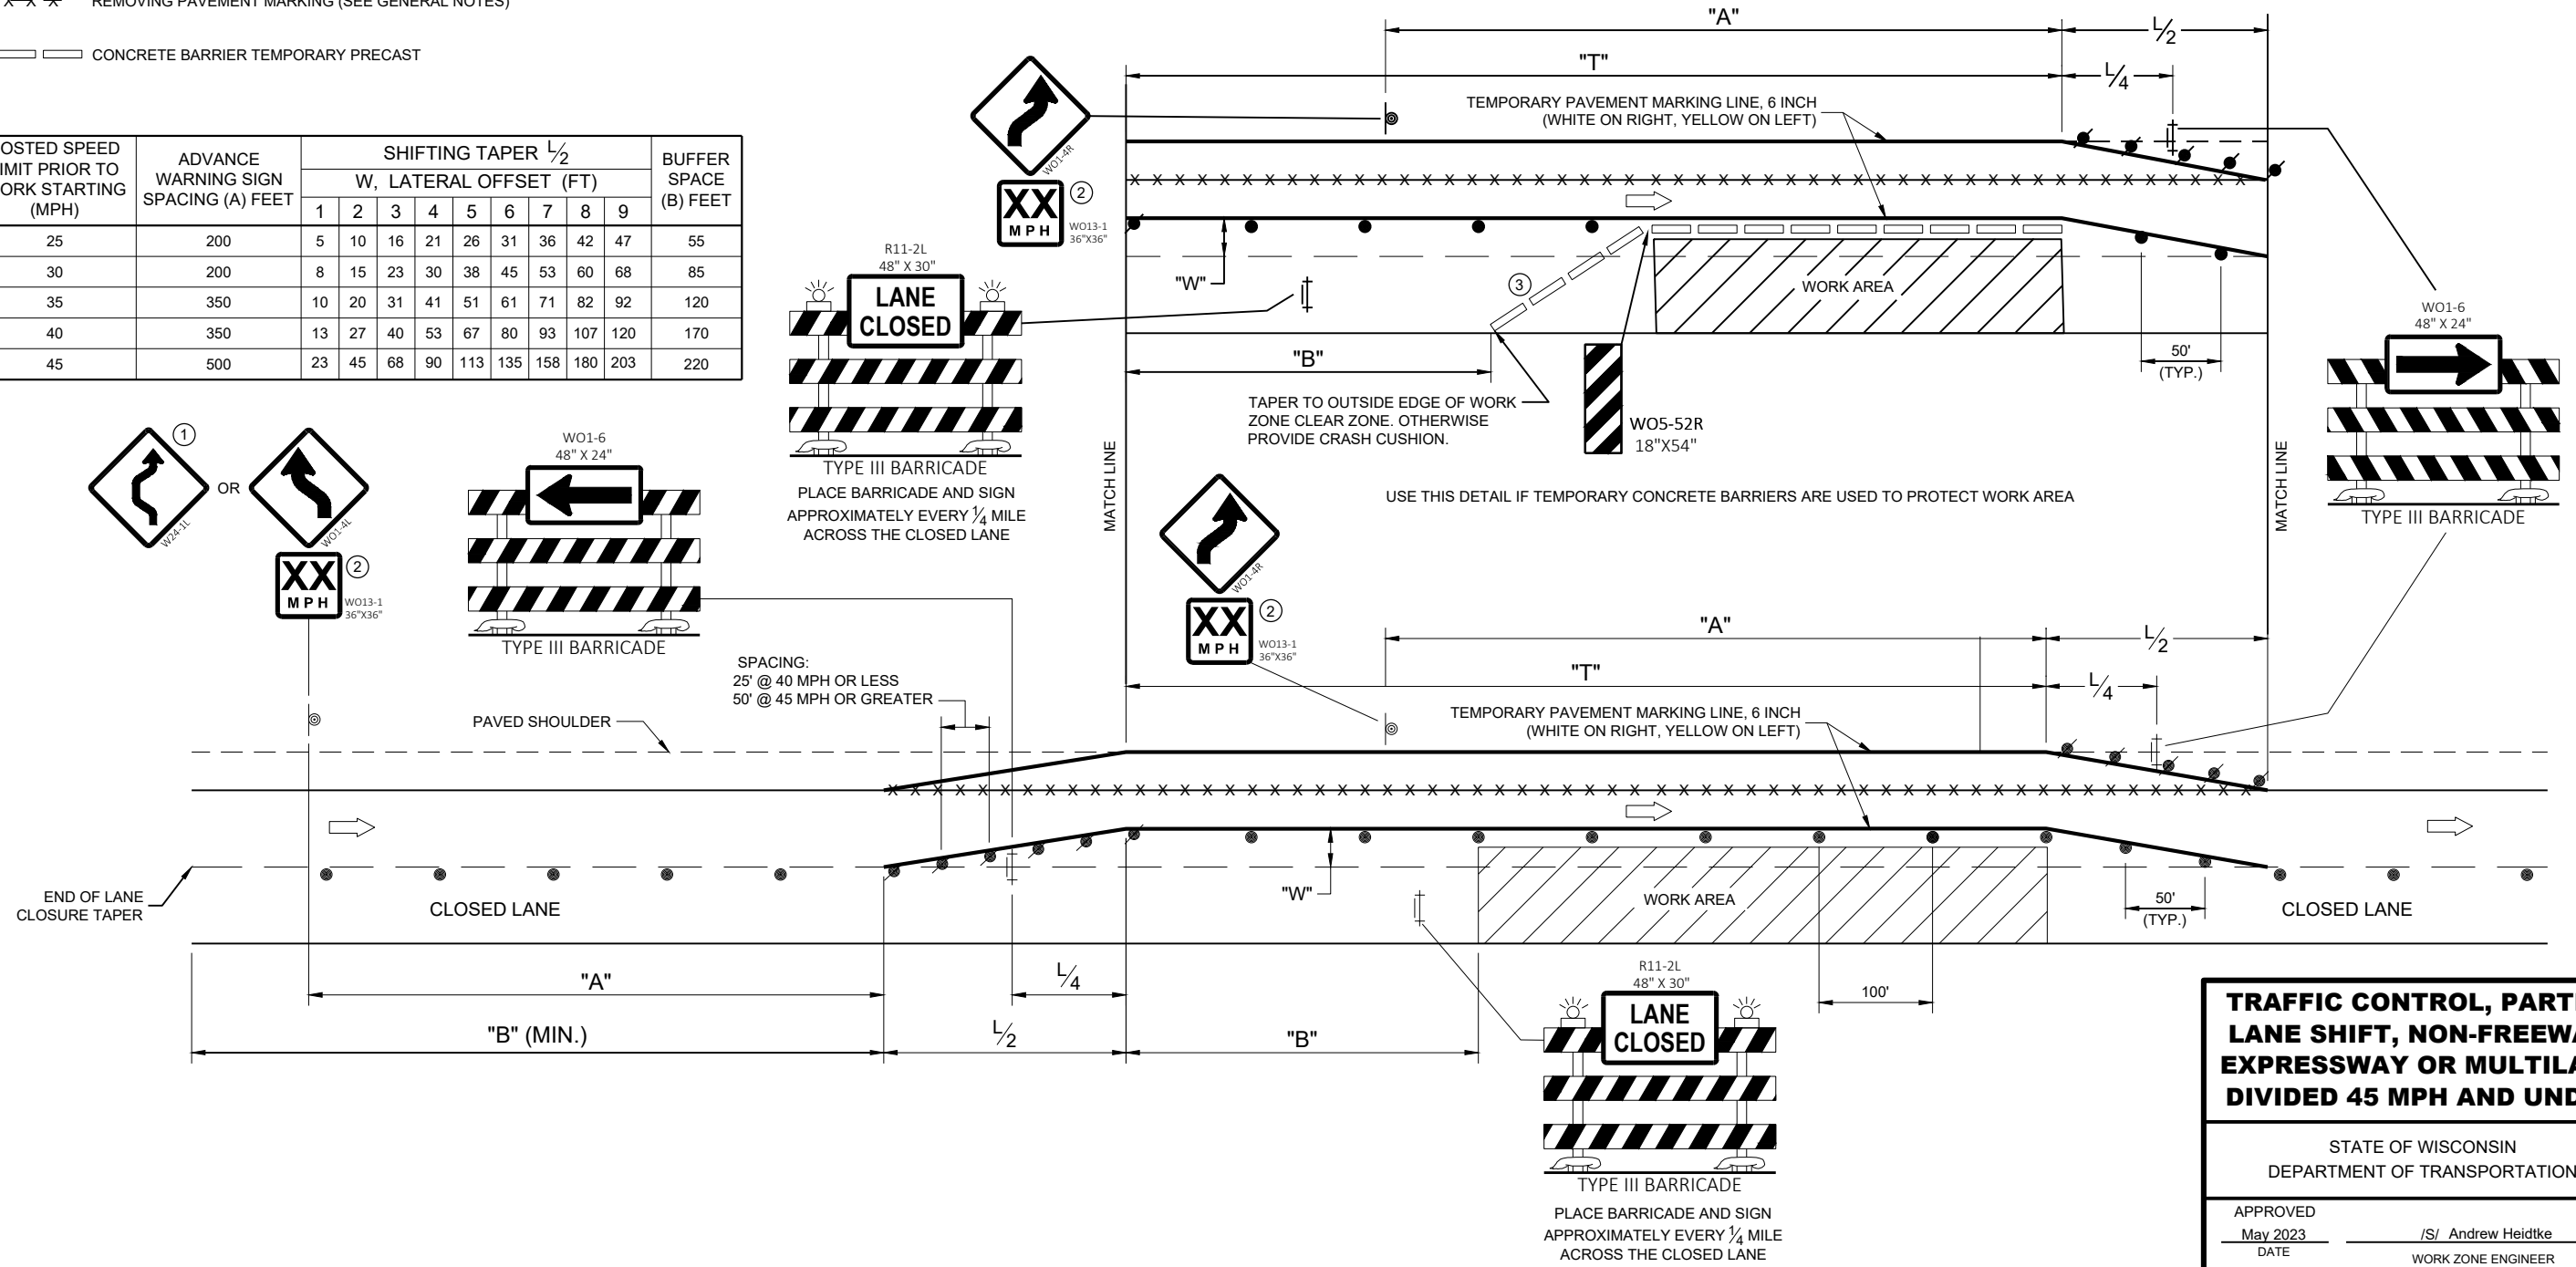 REMOVING PAVEMENT MARKING (SEE GENERAL NOTES)
CONCRETE BARRIER TEMPORARY PRECAST
OSTED SPEED
IMIT PRIOR TO
ORK STARTING
(MPH)
ADVANCE
WARNING SIGN
SPACING (A) FEET
SHIFTING TAPER L/2
W, LATERAL OFFSET (FT)
BUFFER
SPACE
(B) FEET
1 2 3 4 5 6 7 8 9
25 200 5 10 16 21 26 31 36 42 47 55
30 200 8 15 23 30 38 45 53 60 68 85
35 350 10 20 31 41 51 61 71 82 92 120
40 350 13 27 40 53 67 80 93 107 120 170
45 500 23 45 68 90 113 135 158 180 203 220
"A"
L/2
"T"
L/4
TEMPORARY PAVEMENT MARKING LINE, 6 INCH
(WHITE ON RIGHT, YELLOW ON LEFT)
WO1-4R
XX
MPH
2
WO13-1
36"X36"
R11-2L
48" X 30"
LANE
CLOSED
TYPE III BARRICADE
PLACE BARRICADE AND SIGN
APPROXIMATELY EVERY 1/4 MILE
ACROSS THE CLOSED LANE
"W"
3
WORK AREA
"B"
50'
(TYP.)
TAPER TO OUTSIDE EDGE OF WORK
ZONE CLEAR ZONE. OTHERWISE
PROVIDE CRASH CUSHION.
WO5-52R
18"X54"
MATCH LINE
MATCH LINE
USE THIS DETAIL IF TEMPORARY CONCRETE BARRIERS ARE USED TO PROTECT WORK AREA
WO1-6
48" X 24"
TYPE III BARRICADE
1
W24-1L
OR
WO1-4L
XX
MPH
2
WO13-1
36"X36"
WO1-6
48" X 24"
TYPE III BARRICADE
WO1-4R
XX
MPH
2
WO13-1
36"X36"
SPACING:
25' @ 40 MPH OR LESS
50' @ 45 MPH OR GREATER
PAVED SHOULDER
"A"
L/2
"T"
L/4
TEMPORARY PAVEMENT MARKING LINE, 6 INCH
(WHITE ON RIGHT, YELLOW ON LEFT)
END OF LANE
CLOSURE TAPER
CLOSED LANE
"W"
WORK AREA
50'
(TYP.)
CLOSED LANE
"A"
L/4
100'
"B" (MIN.)
L/2
"B"
R11-2L
48" X 30"
LANE
CLOSED
TYPE III BARRICADE
PLACE BARRICADE AND SIGN
APPROXIMATELY EVERY 1/4 MILE
ACROSS THE CLOSED LANE
TRAFFIC CONTROL, PARTI
LANE SHIFT, NON-FREEWA
EXPRESSWAY OR MULTILA
DIVIDED 45 MPH AND UND
STATE OF WISCONSIN
DEPARTMENT OF TRANSPORTATION
APPROVED
May 2023
DATE
/S/ Andrew Heidtke
WORK ZONE ENGINEER